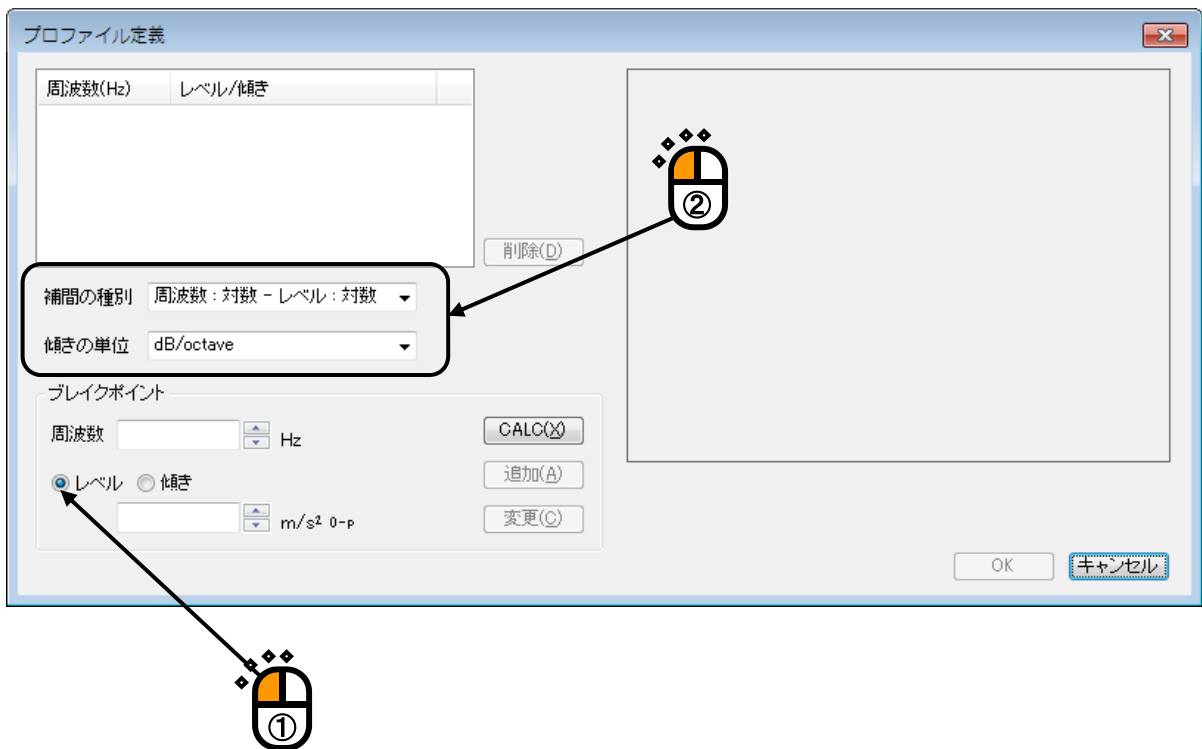 プロファイル定義
周波数(Hz) レベル/傾き
②
削除(D)
補間の種別 周波数：対数 － レベル：対数
傾きの単位 dB/octave
ブレイクポイント
周波数 Hz
CALC(X)
レベル 傾き
追加(A)
m/s² 0-P
変更(C)
OK キャンセル
①